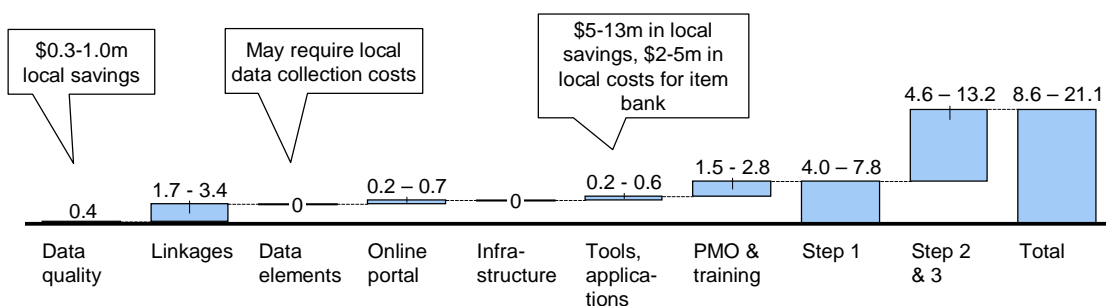 $0.3-1.0m
local savings
May require local
data collection costs
$5-13m in local
savings, $2-5m in
local costs for item
bank
0.4
1.7 - 3.4
0
0.2 – 0.7
0
0.2 - 0.6
1.5 - 2.8
4.0 – 7.8
4.6 – 13.2
8.6 – 21.1
Data
quality
Linkages
Data
elements
Online
portal
Infra-
structure
Tools,
applica-
tions
PMO &
training
Step 1
Step 2
& 3
Total